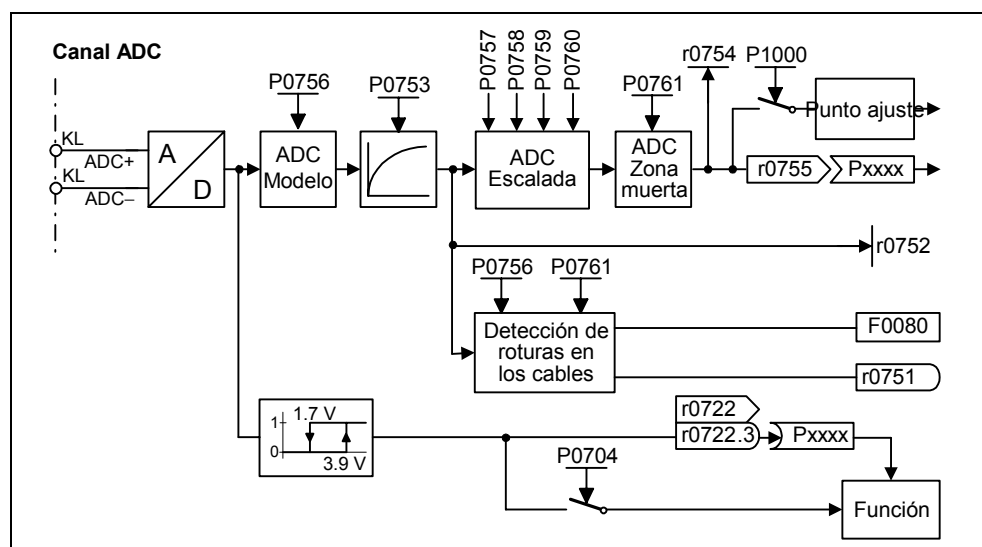 Canal ADC
P0757
P0758
P0759
P0760
r0754
P1000
P0756
P0753
P0761
Punto ajuste
KL
ADC+
KL
ADC−
A
D
ADC
Modelo
ADC
Escalada
ADC
Zona
muerta
r0755
Pxxxx
r0752
P0756
P0761
Detección de
roturas en
los cables
F0080
r0751
1
0
1.7 V
3.9 V
r0722
r0722.3
Pxxxx
P0704
Función